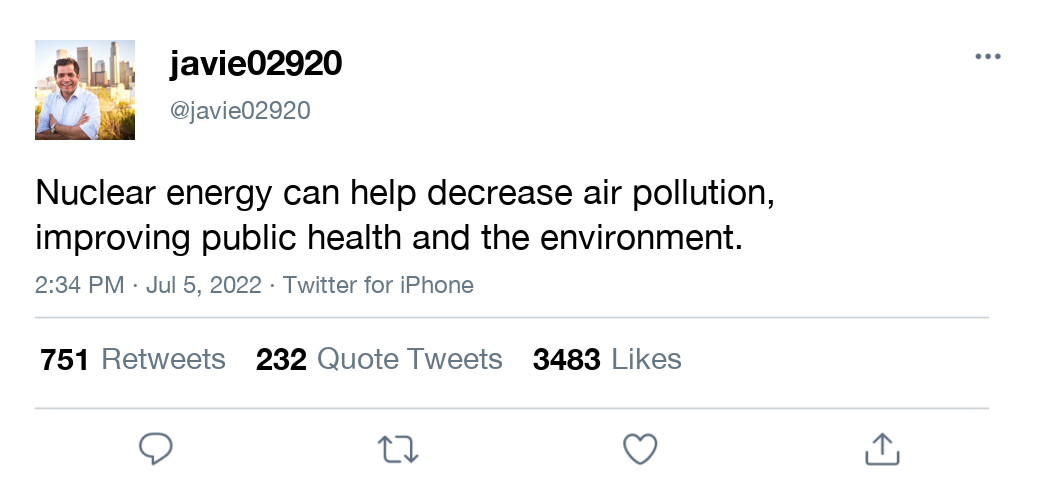 javie02920
@javie02920
Nuclear energy can help decrease air pollution,
improving public health and the environment.
2:34 PM · Jul 5, 2022 · Twitter for iPhone
751 Retweets 232 Quote Tweets 3483 Likes